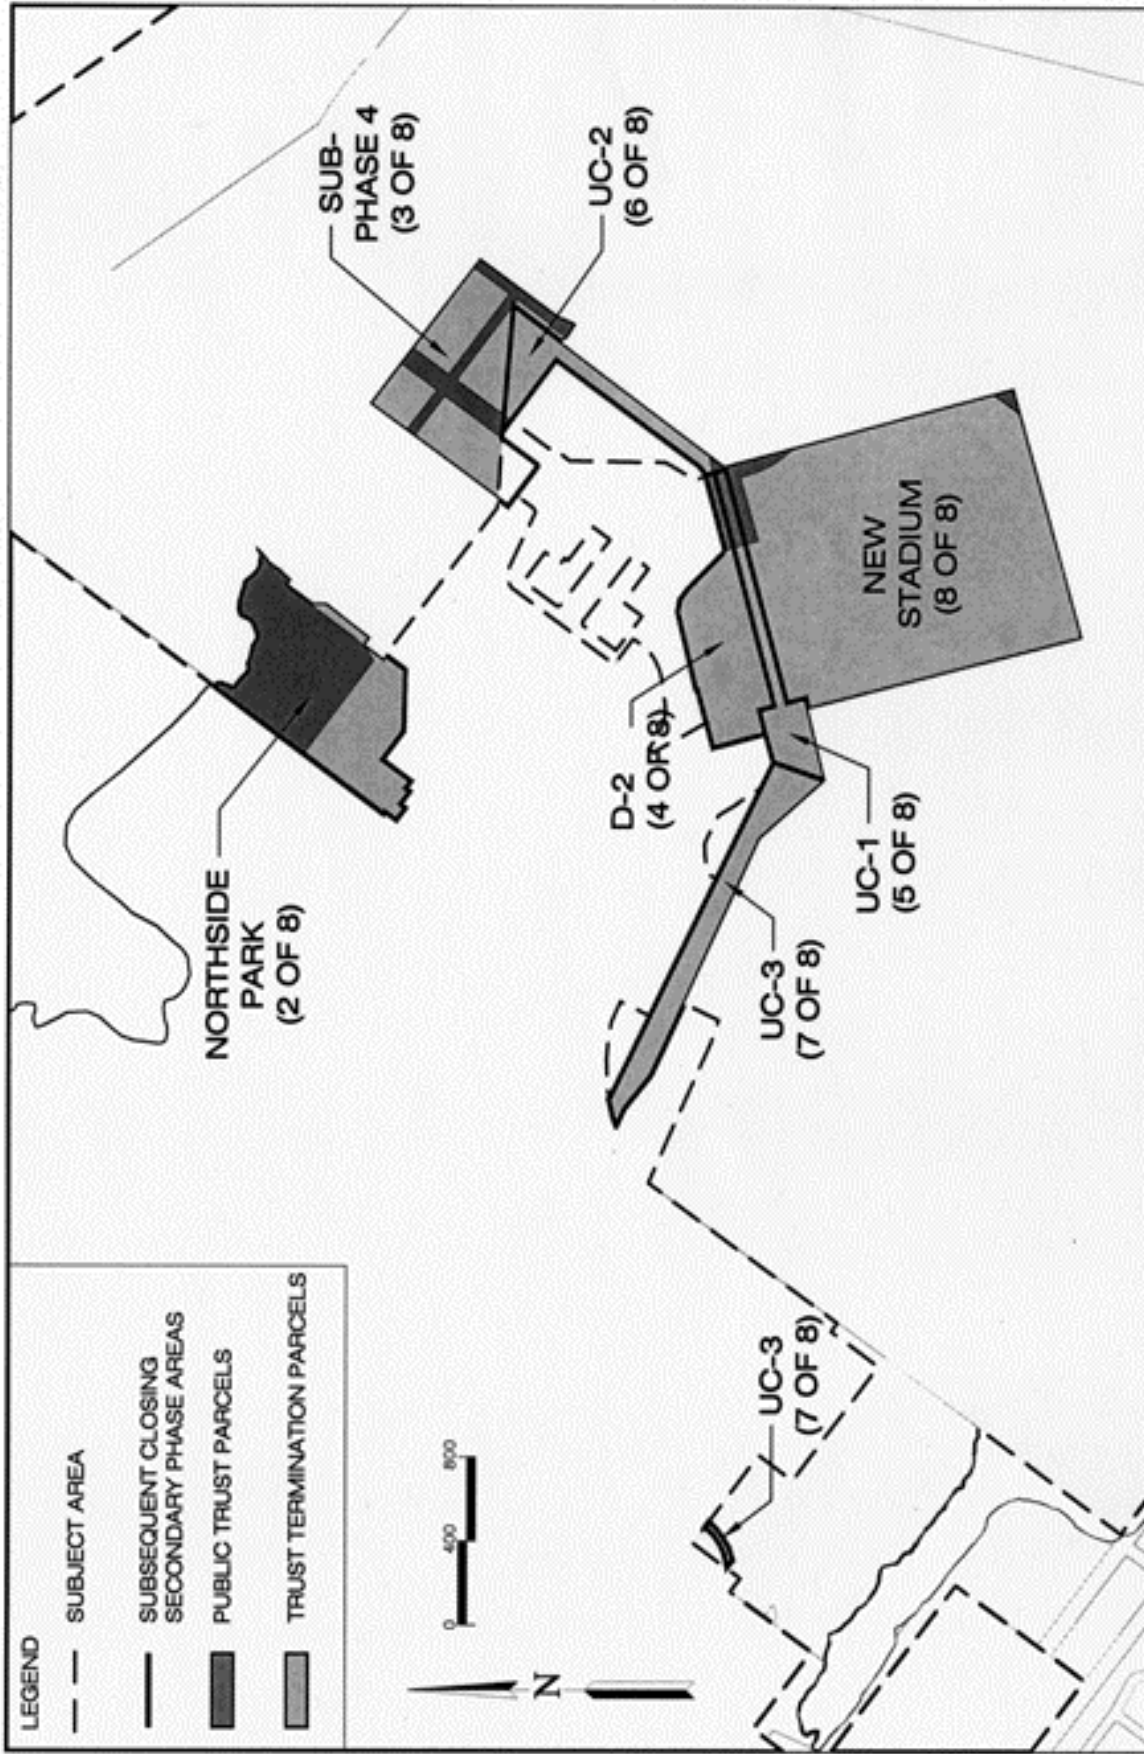 LEGEND
SUBJECT AREA
SUBSEQUENT CLOSING
SECONDARY PHASE AREAS
PUBLIC TRUST PARCELS
TRUST TERMINATION PARCELS
0 400 800
N
NORTHSIDE
PARK
(2 OF 8)
SUB-
PHASE 4
(3 OF 8)
UC-2
(6 OF 8)
D-2
(4 OF 8)
NEW
STADIUM
(8 OF 8)
UC-1
(5 OF 8)
UC-3
(7 OF 8)
UC-3
(7 OF 8)